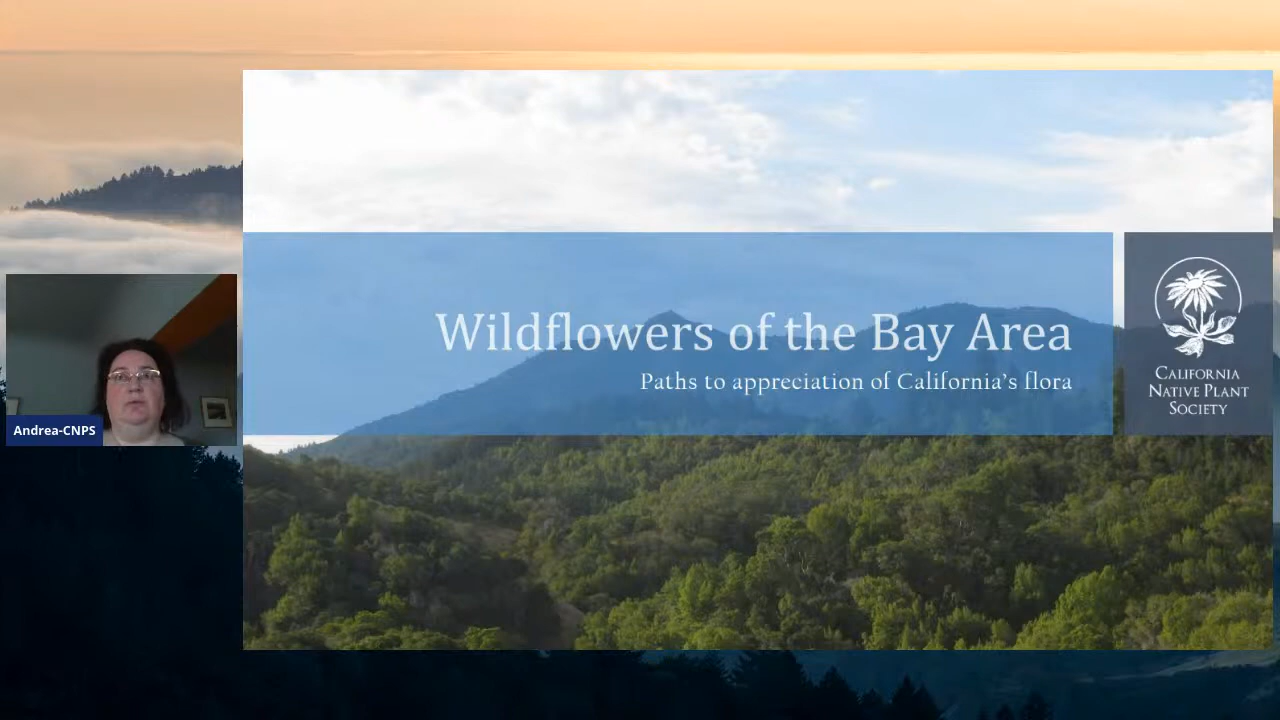 Wildflowers of the Bay Area
Paths to appreciation of California's flora
CALIFORNIA
NATIVE PLANT
SOCIETY
Andrea-CNPS